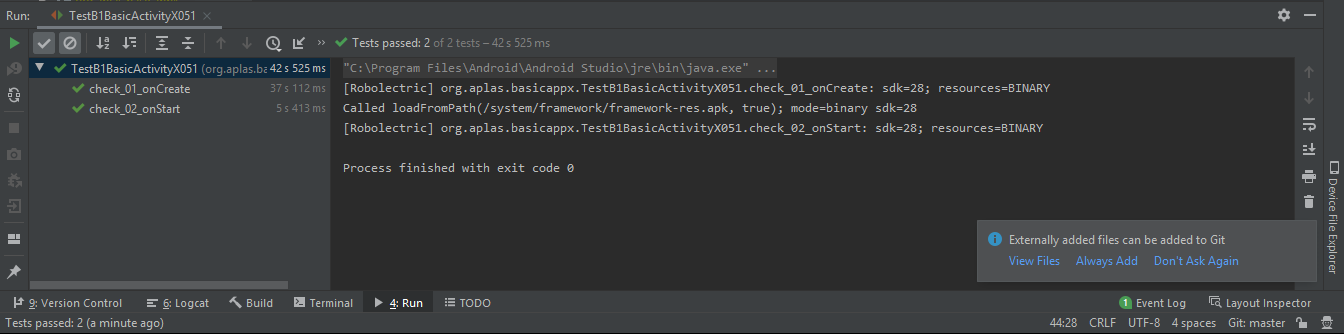 Run: TestB1BasicActivityX051
Tests passed: 2 of 2 tests – 42 s 525 ms
TestB1BasicActivityX051 (org.aplas.ba 42 s 525 ms
check_01_onCreate 37 s 112 ms
check_02_onStart 5 s 413 ms
"C:\Program Files\Android\Android Studio\jre\bin\java.exe" ...
[Robolectric] org.aplas.basicappx.TestB1BasicActivityX051.check_01_onCreate: sdk=28; resources=BINARY
Called loadFromPath(/system/framework/framework-res.apk, true); mode=binary sdk=28
[Robolectric] org.aplas.basicappx.TestB1BasicActivityX051.check_02_onStart: sdk=28; resources=BINARY
Process finished with exit code 0
Device File Explorer
Externally added files can be added to Git
View Files Always Add Don't Ask Again
9: Version Control 6: Logcat Build Terminal 4: Run TODO 1 Event Log Layout Inspector
Tests passed: 2 (a minute ago) 44:28 CRLF UTF-8 4 spaces Git: master